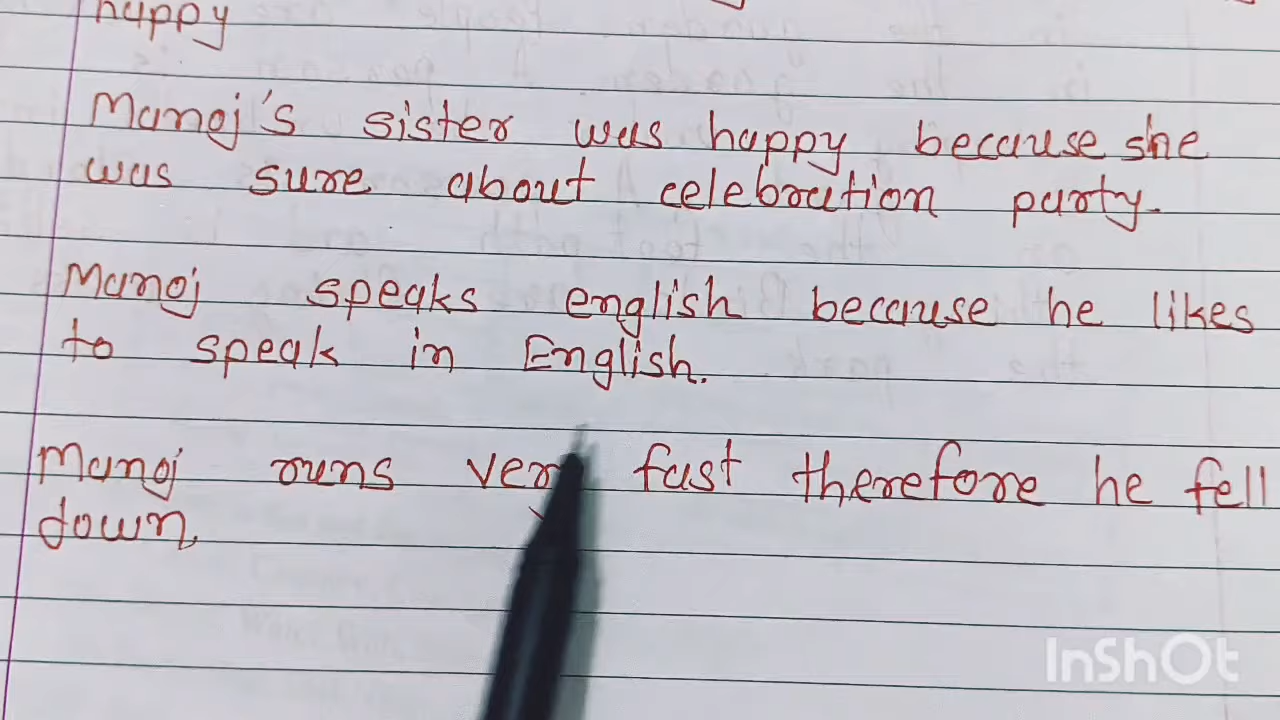 happy
Manoj's sister was happy because she
was sure about celebration party.
Manoj speaks english because he likes
to speak in English.
Manoj runs very fast therefore he fell
down.
InShOt